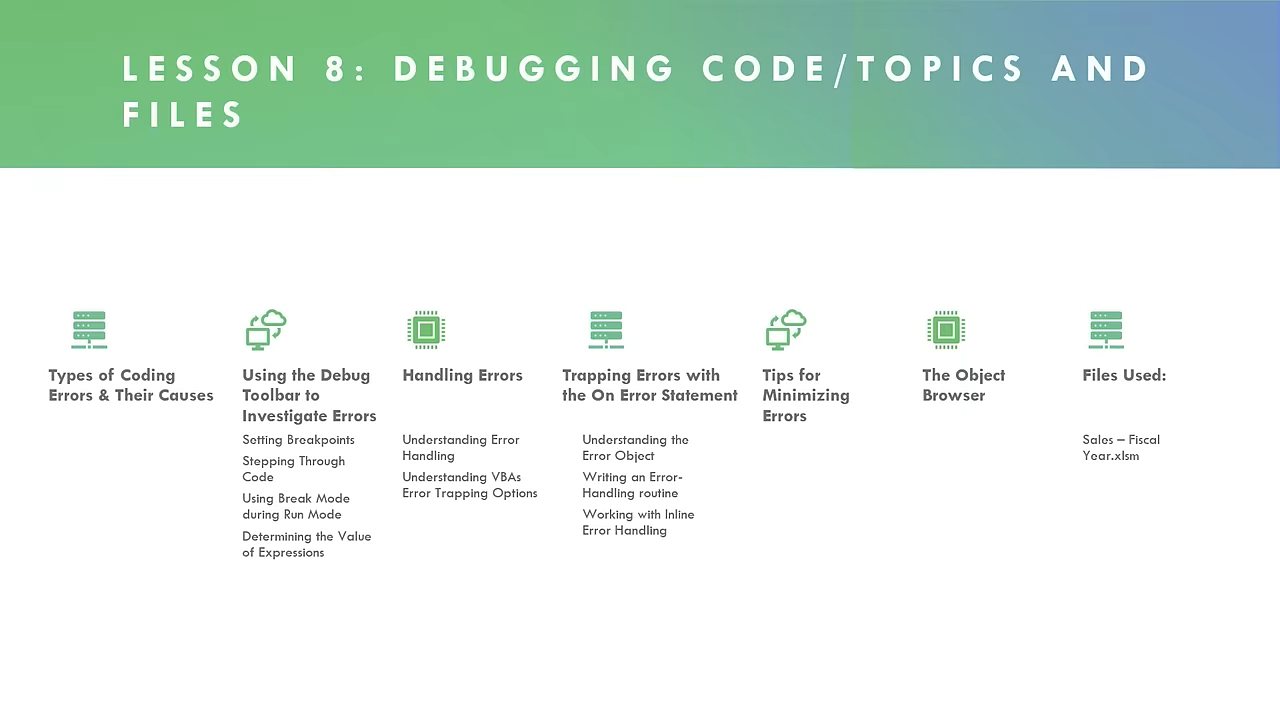 LESSON 8: DEBUGGING CODE/TOPICS AND
FILES
Types of Coding
Errors & Their Causes
Using the Debug
Toolbar to
Investigate Errors
Setting Breakpoints
Stepping Through
Code
Using Break Mode
during Run Mode
Determining the Value
of Expressions
Handling Errors
Understanding Error
Handling
Understanding VBAs
Error Trapping Options
Trapping Errors with
the On Error Statement
Understanding the
Error Object
Writing an Error-
Handling routine
Working with Inline
Error Handling
Tips for
Minimizing
Errors
The Object
Browser
Files Used:
Sales – Fiscal
Year.xlsm